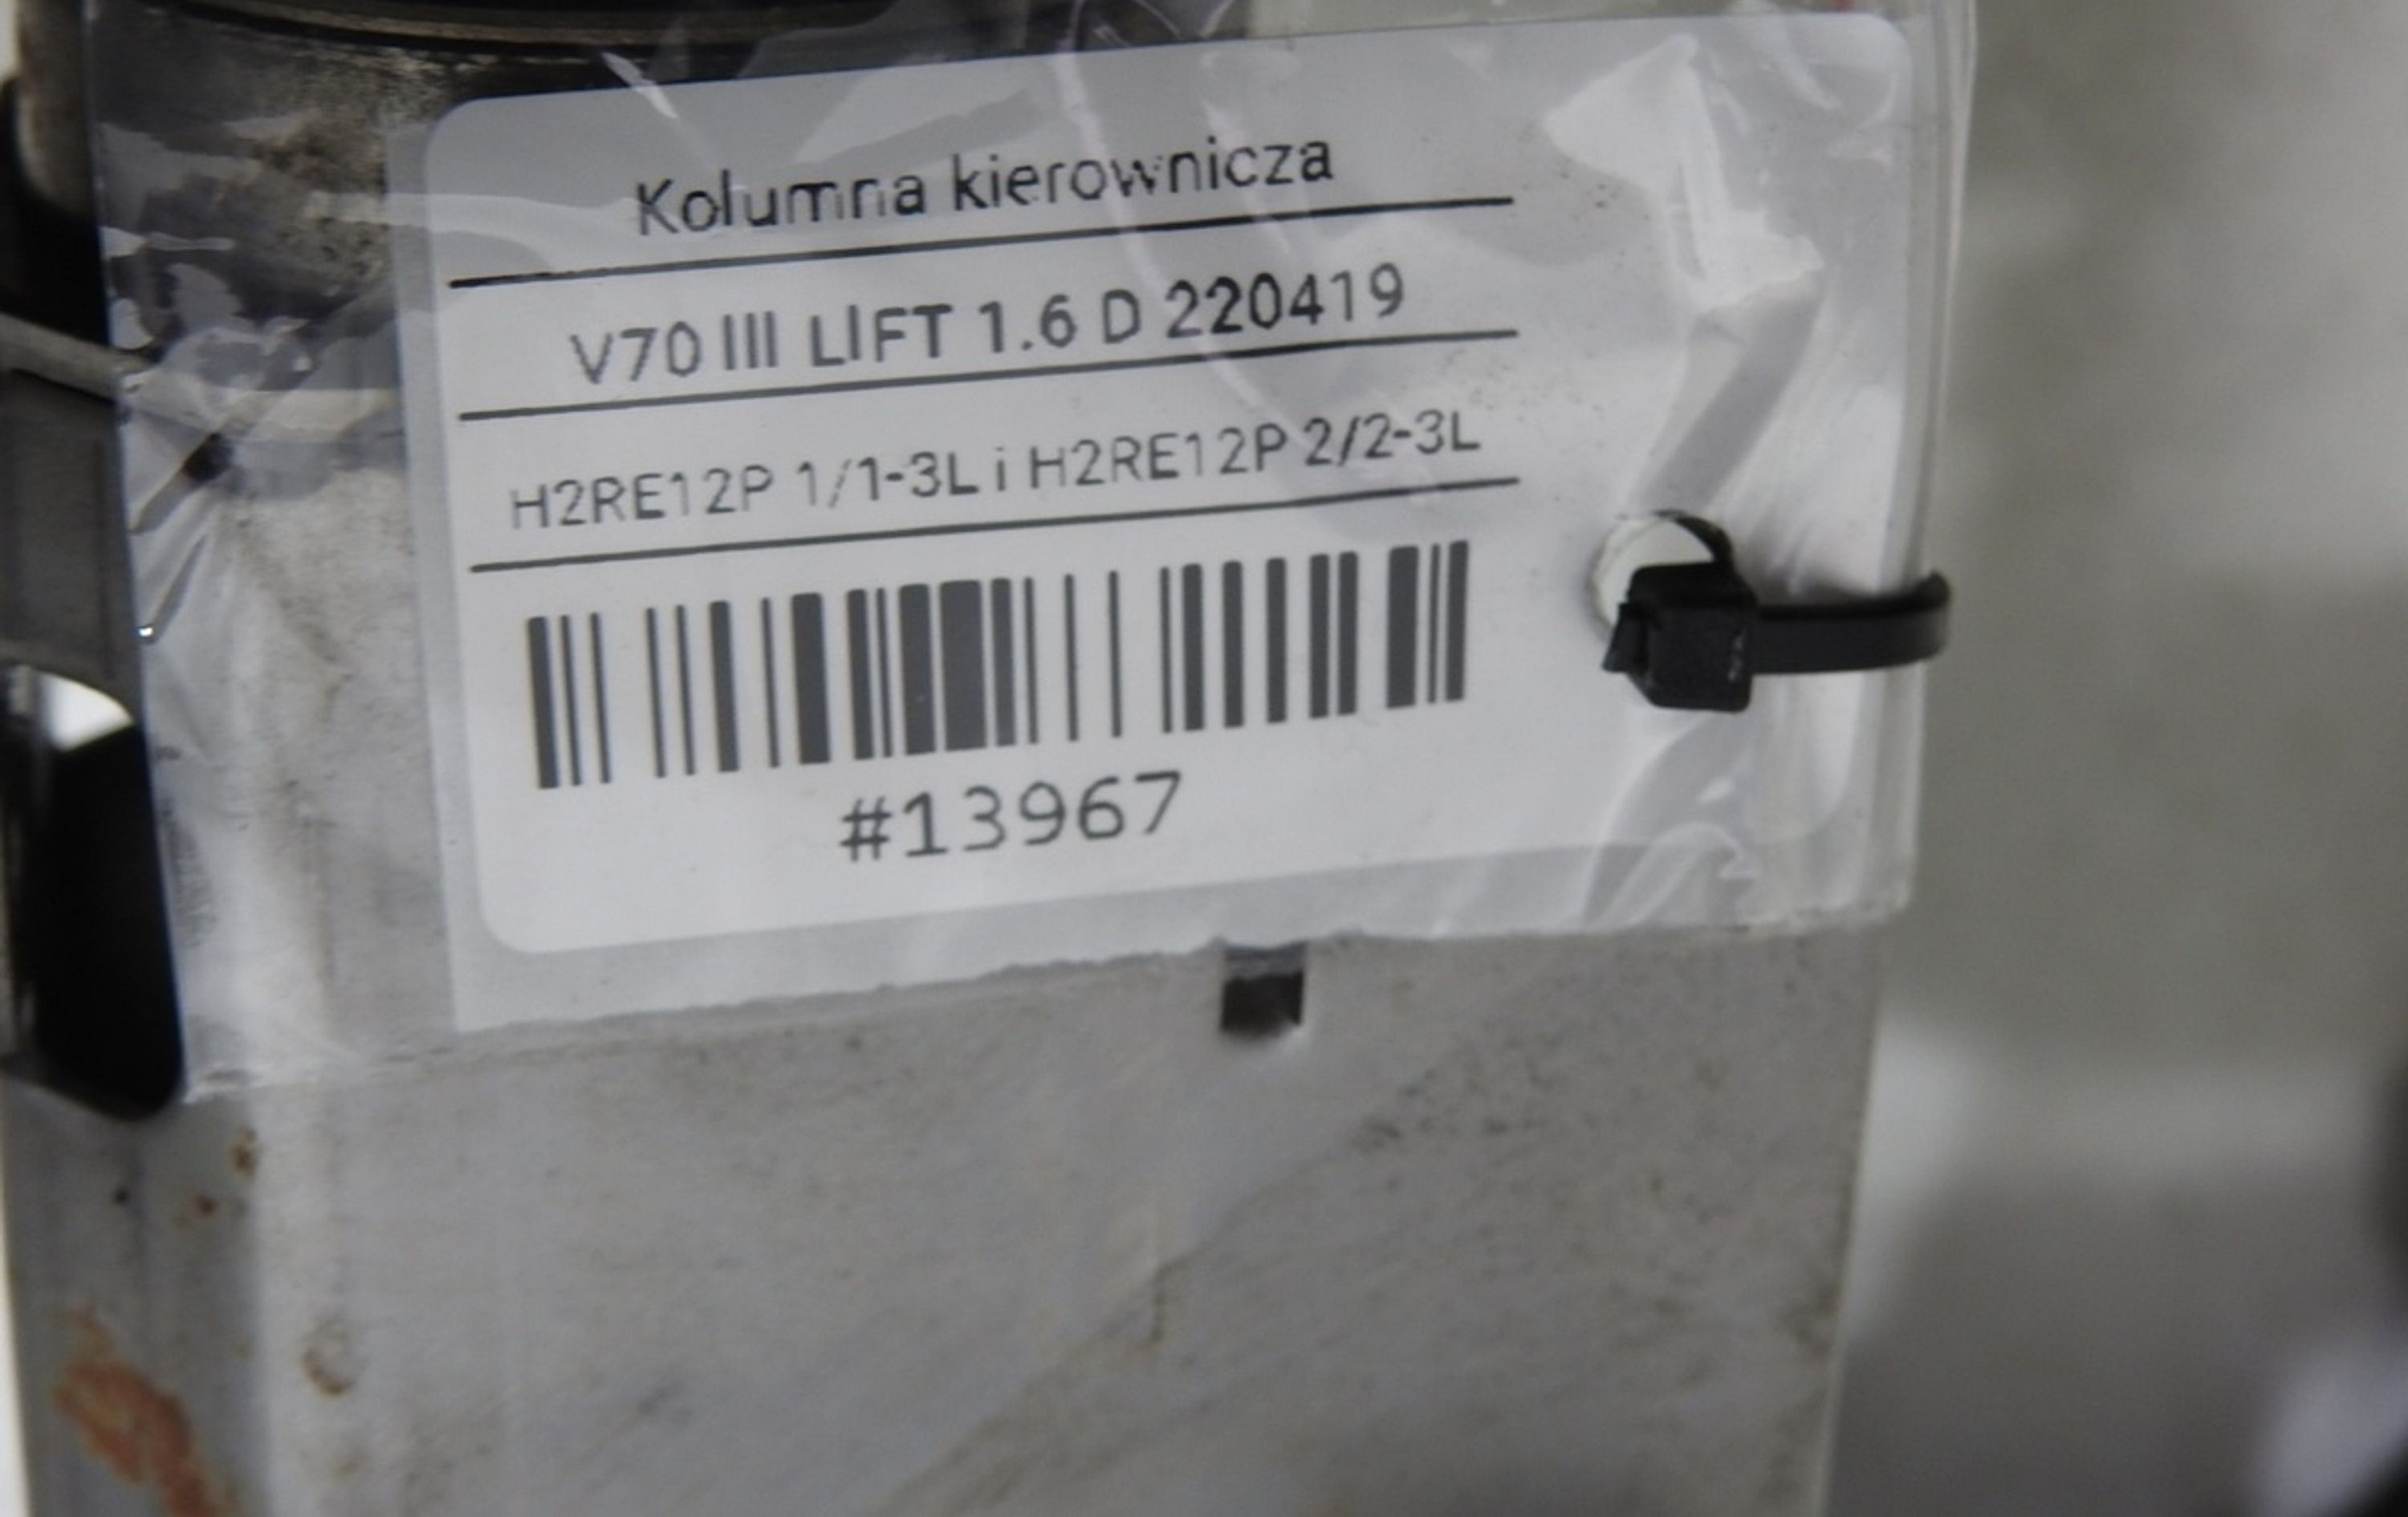 Kolumna kierownicza
V70 III LIFT 1.6 D 220419
H2RE12P 1/1-3L i H2RE12P 2/2-3L
#13967